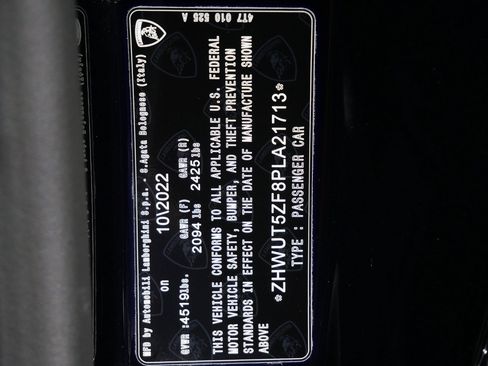 4T7 010 525 A
MFD by Automobili Lamborghini S.p.a. - S.Agata Bolognese (Italy)
on
10\2022
GVWR :4519lbs. GAWR (F) GAWR (R)
2094 lbs 2425lbs
THIS VEHICLE CONFORMS TO ALL APPLICABLE U.S. FEDERAL
MOTOR VEHICLE SAFETY, BUMPER, AND THEFT PREVENTION
STANDARDS IN EFFECT ON THE DATE OF MANUFACTURE SHOWN
ABOVE
*ZHWUT5ZF8PLA21713*
TYPE : PASSENGER CAR